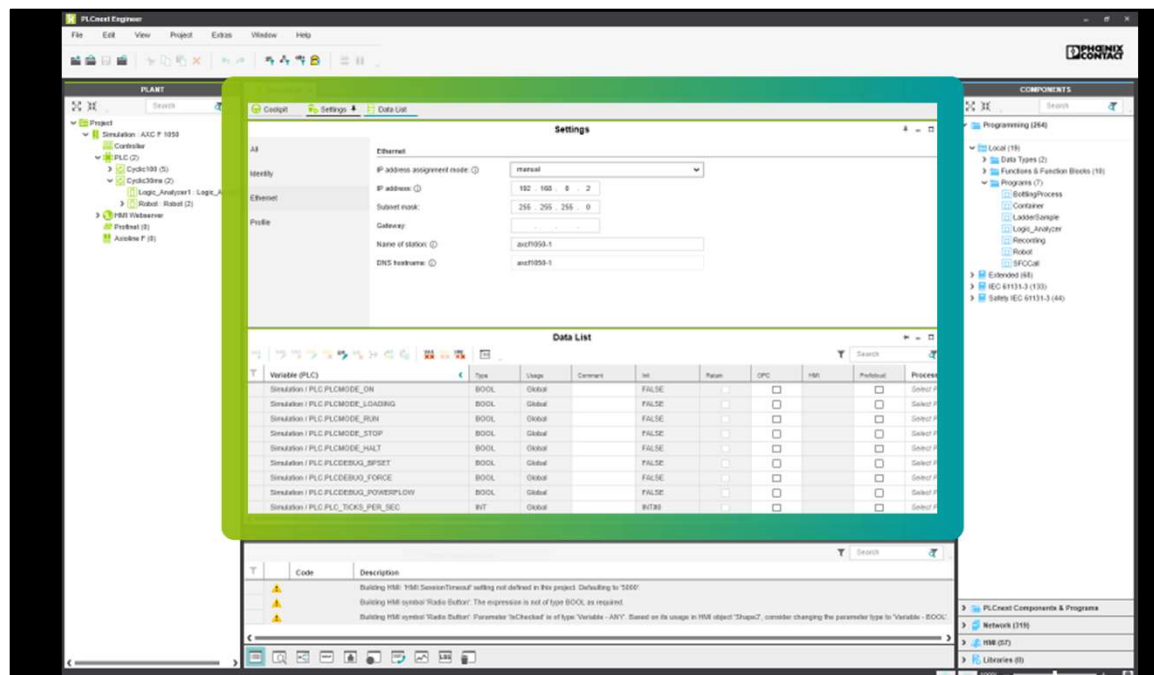 PLCnext Engineer
File Edit View Project Extras Window Help
PHŒNIX
CONTACT
PLANT
Search
Project
Simulation : AXC F 1050
Controller
PLC (2)
Cyclic100 (5)
Cyclic30ms (2)
Logic_Analyzer1 : Logic_A
Robot : Robot (2)
HMI Webserver
Profinet (0)
Axioline F (0)
Cockpit Settings Data List
Settings
All
Identity
Ethernet
Profile
Ethernet
IP address assignment mode: manual
IP address: 192 . 168 . 0 . 2
Subnet mask: 255 . 255 . 255 . 0
Gateway:
Name of station: axcf1050-1
DNS hostname: axcf1050-1
Data List
Search
Variable (PLC) Type Usage Comment Init Retain OPC HMI Proficloud Process
Simulation / PLC.PLCMODE_ON BOOL Global FALSE Select P
Simulation / PLC.PLCMODE_LOADING BOOL Global FALSE Select P
Simulation / PLC.PLCMODE_RUN BOOL Global FALSE Select P
Simulation / PLC.PLCMODE_STOP BOOL Global FALSE Select P
Simulation / PLC.PLCMODE_HALT BOOL Global FALSE Select P
Simulation / PLC.PLCDEBUG_BPSET BOOL Global FALSE Select P
Simulation / PLC.PLCDEBUG_FORCE BOOL Global FALSE Select P
Simulation / PLC.PLCDEBUG_POWERFLOW BOOL Global FALSE Select P
Simulation / PLC.PLC_TICKS_PER_SEC INT Global INT#0 Select P
Search
Code Description
Building HMI: 'HMI.SessionTimeout' setting not defined in this project. Defaulting to '5000'.
Building HMI symbol 'Radio Button': The expression is not of type BOOL as required.
Building HMI symbol 'Radio Button': Parameter 'IsChecked' is of type 'Variable - ANY'. Based on its usage in HMI object 'Shape2', consider changing the parameter type to 'Variable - BOOL'.
LOG
COMPONENTS
Search
Programming (264)
Local (19)
Data Types (2)
Functions & Function Blocks (10)
Programs (7)
BottlingProcess
Container
LadderSample
Logic_Analyzer
Recording
Robot
SFCCall
Extended (68)
IEC 61131-3 (133)
Safety IEC 61131-3 (44)
PLCnext Components & Programs
Network (319)
HMI (57)
Libraries (0)
100%